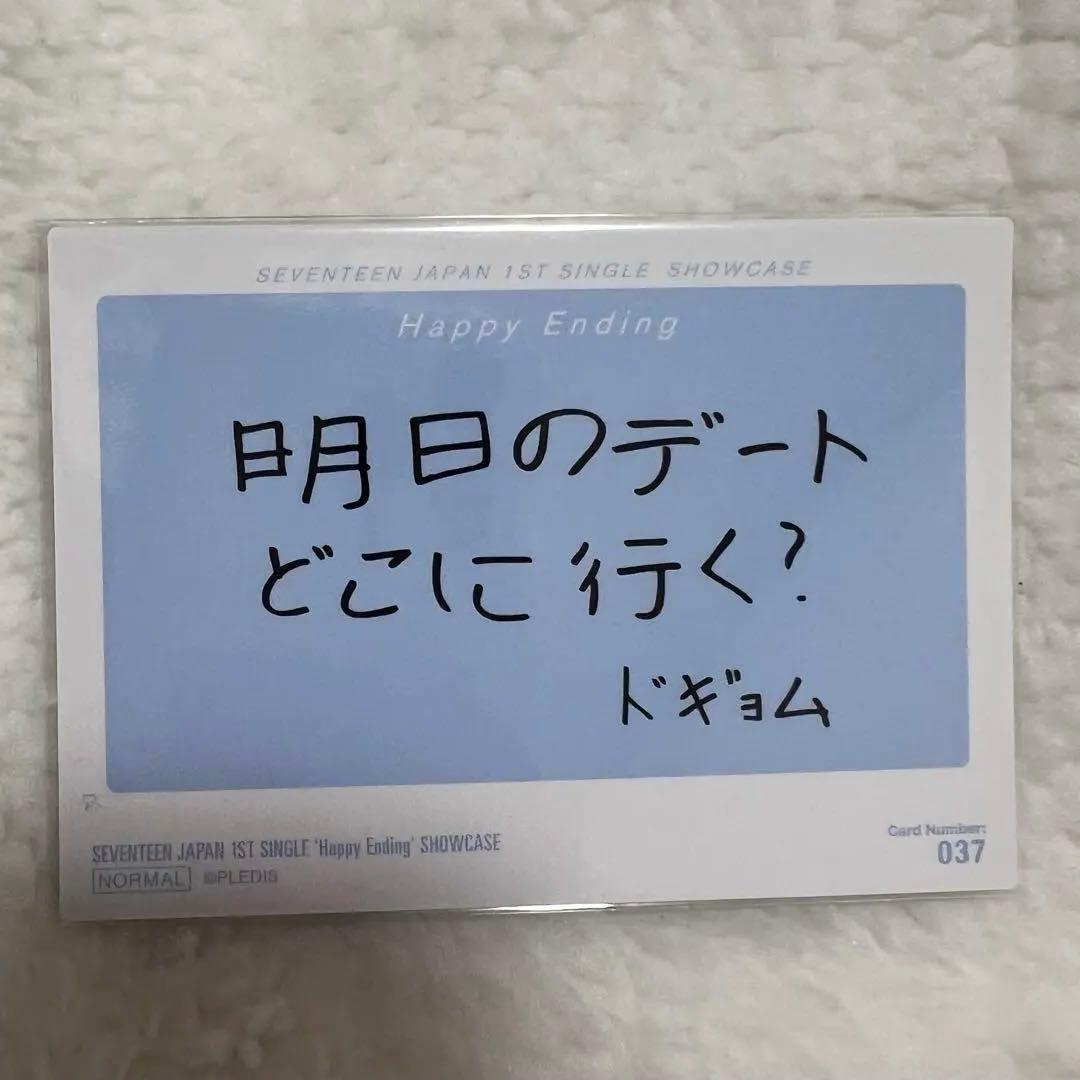 SEVENTEEN JAPAN 1ST SINGLE SHOWCASE
Happy Ending
明日のデート
どこに行く?
ドギョム
SEVENTEEN JAPAN 1ST SINGLE 'Happy Ending' SHOWCASE
NORMAL ©PLEDIS
Card Number:
037